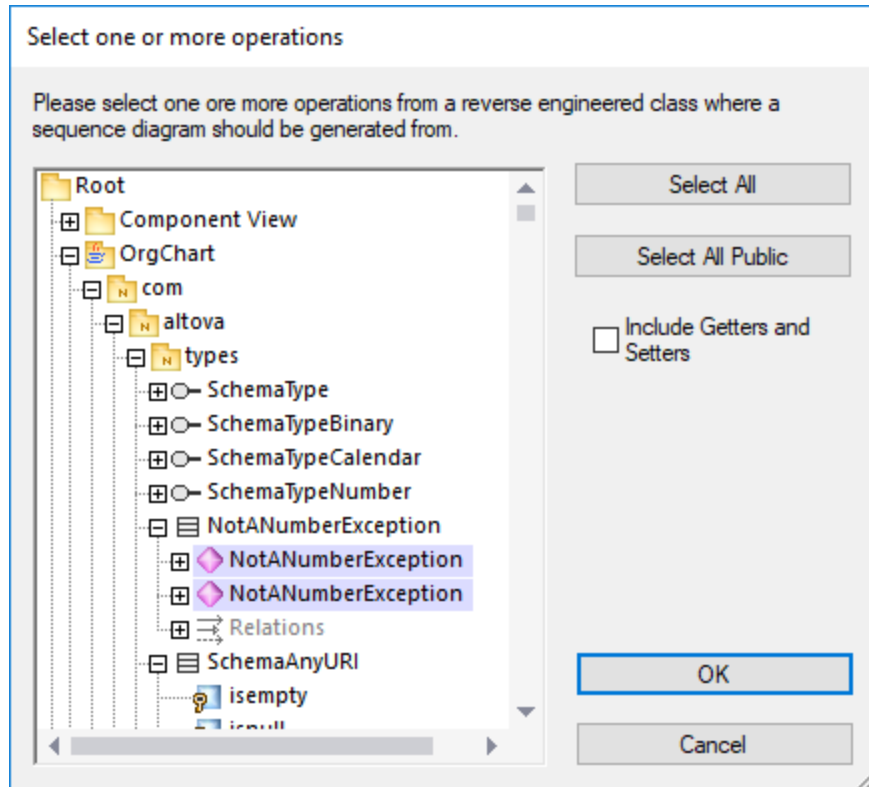 Select one or more operations
Please select one ore more operations from a reverse engineered class where a
sequence diagram should be generated from.
Root
Component View
OrgChart
com
altova
types
SchemaType
SchemaTypeBinary
SchemaTypeCalendar
SchemaTypeNumber
NotANumberException
NotANumberException
NotANumberException
Relations
SchemaAnyURI
isempty
isnull
Select All
Select All Public
Include Getters and
Setters
OK
Cancel